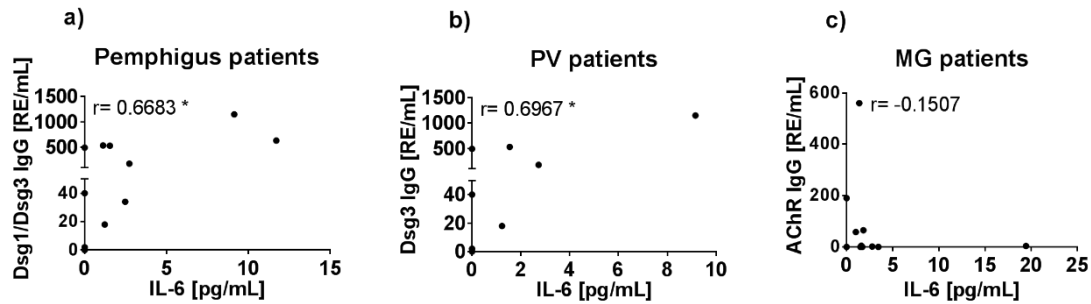 a)
Pemphigus patients
Dsg1/Dsg3 IgG [RE/mL]
r= 0.6683 *
1500
1000
500
40
20
0
0 5 10 15
IL-6 [pg/mL]
b)
PV patients
Dsg3 IgG [RE/mL]
r= 0.6967 *
1500
1000
500
40
20
0
0 2 4 6 8 10
IL-6 [pg/mL]
c)
MG patients
AChR IgG [RE/mL]
r= -0.1507
600
400
200
0
0 5 10 15 20 25
IL-6 [pg/mL]